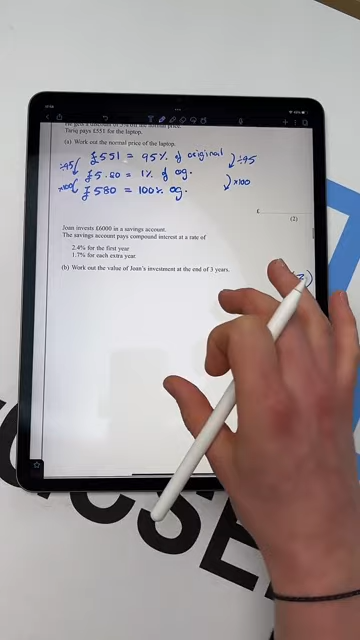 Tariq pays £551 for the laptop.
(a) Work out the normal price of the laptop.
£551 = 95% of original
÷95
÷95
£5.80 = 1% of og.
×100
×100
£580 = 100% og.
£
(2)
Joan invests £6000 in a savings account.
The savings account pays compound interest at a rate of
2.4% for the first year
1.7% for each extra year.
(b) Work out the value of Joan's investment at the end of 3 years.
GCSE